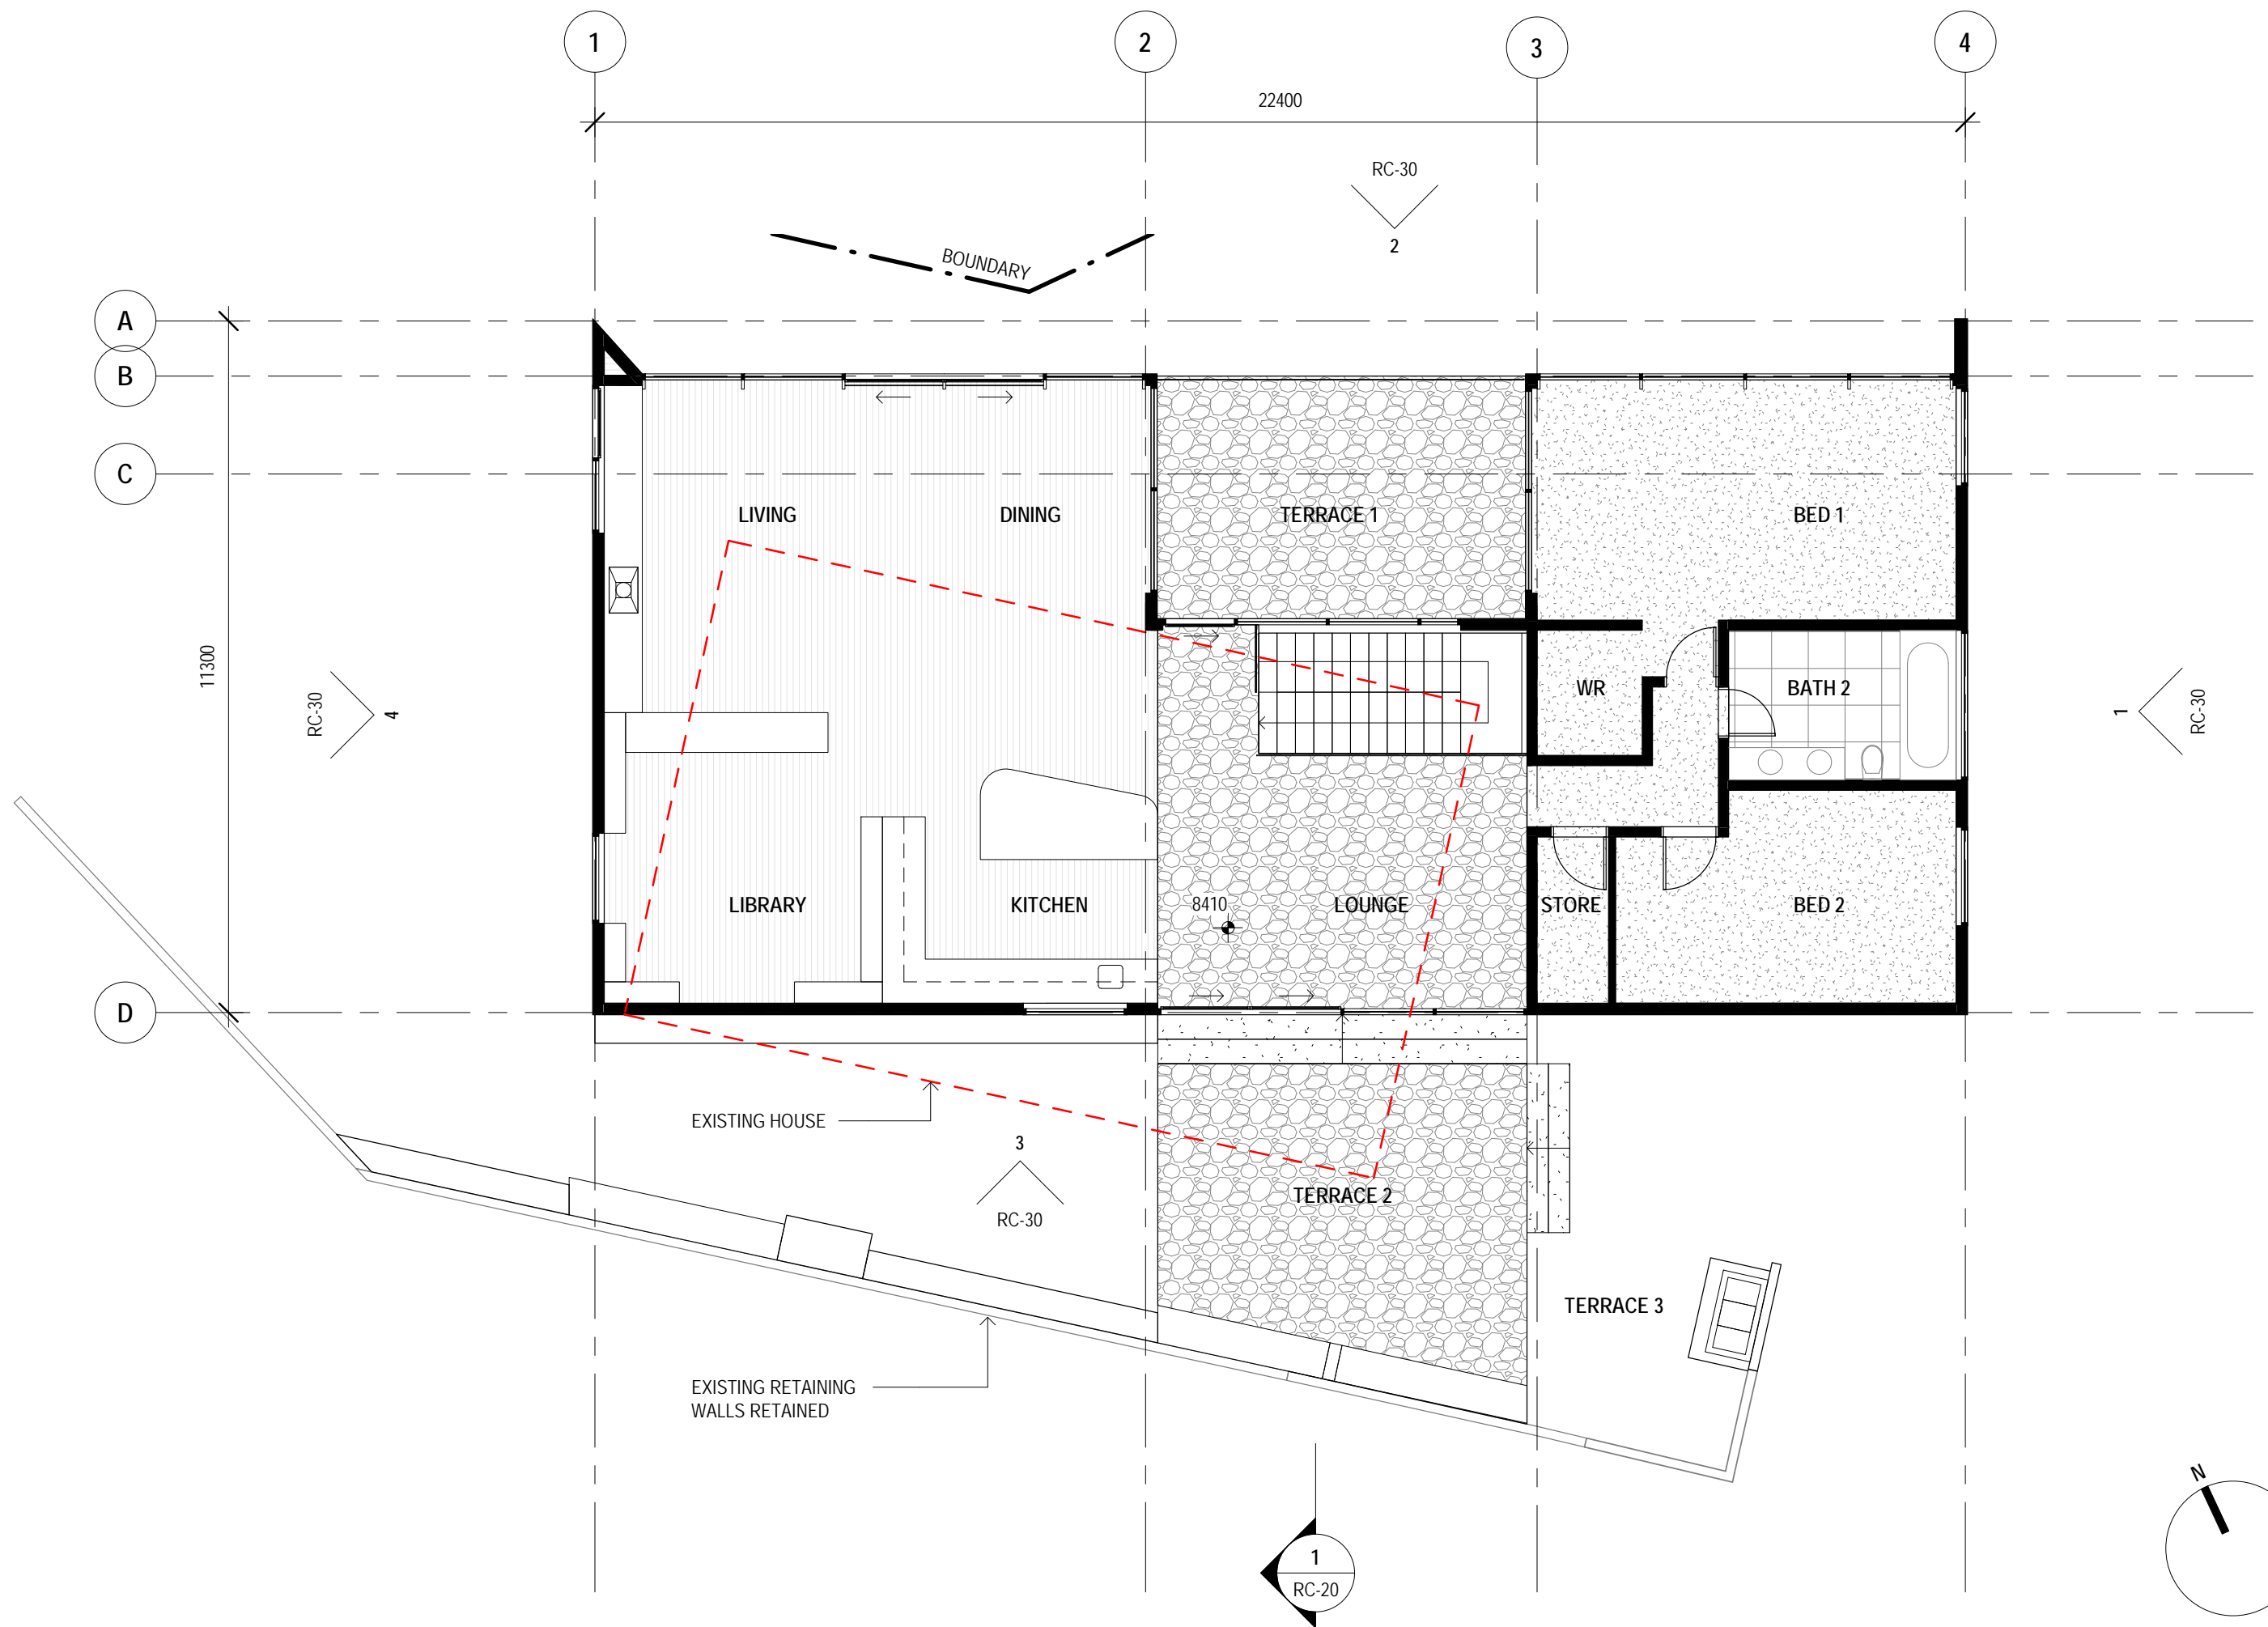 1
2
3
4
22400
RC-30
2
BOUNDARY
A
B
C
D
11300
RC-30
4
LIVING
DINING
TERRACE 1
BED 1
WR
BATH 2
1
RC-30
LIBRARY
KITCHEN
8410
LOUNGE
STORE
BED 2
EXISTING HOUSE
3
RC-30
TERRACE 2
TERRACE 3
EXISTING RETAINING
WALLS RETAINED
1
RC-20
N